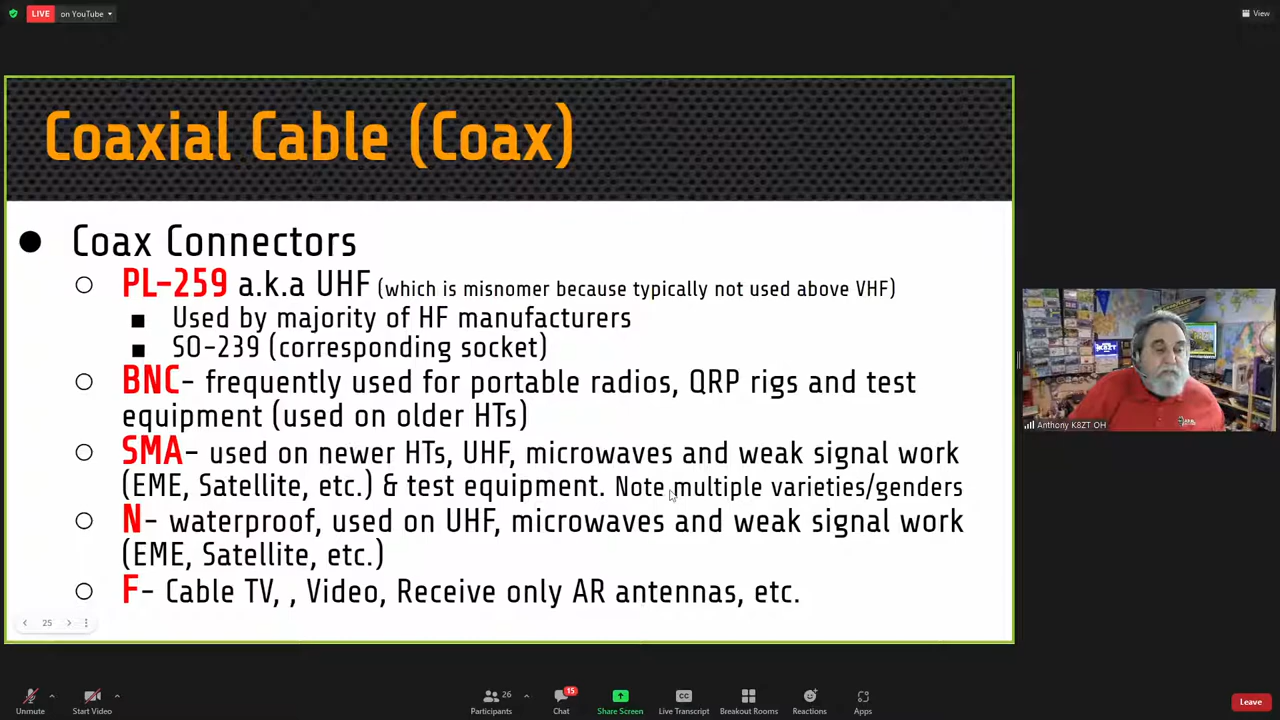 LIVE on YouTube
View
Coaxial Cable (Coax)
Coax Connectors
PL-259 a.k.a UHF (which is misnomer because typically not used above VHF)
Used by majority of HF manufacturers
SO-239 (corresponding socket)
BNC- frequently used for portable radios, QRP rigs and test
equipment (used on older HTs)
SMA- used on newer HTs, UHF, microwaves and weak signal work
(EME, Satellite, etc.) & test equipment. Note multiple varieties/genders
N- waterproof, used on UHF, microwaves and weak signal work
(EME, Satellite, etc.)
F- Cable TV, , Video, Receive only AR antennas, etc.
25
K8ZT
Anthony K8ZT OH
26
15
CC
Unmute
Start Video
Participants
Chat
Share Screen
Live Transcript
Breakout Rooms
Reactions
Apps
Leave